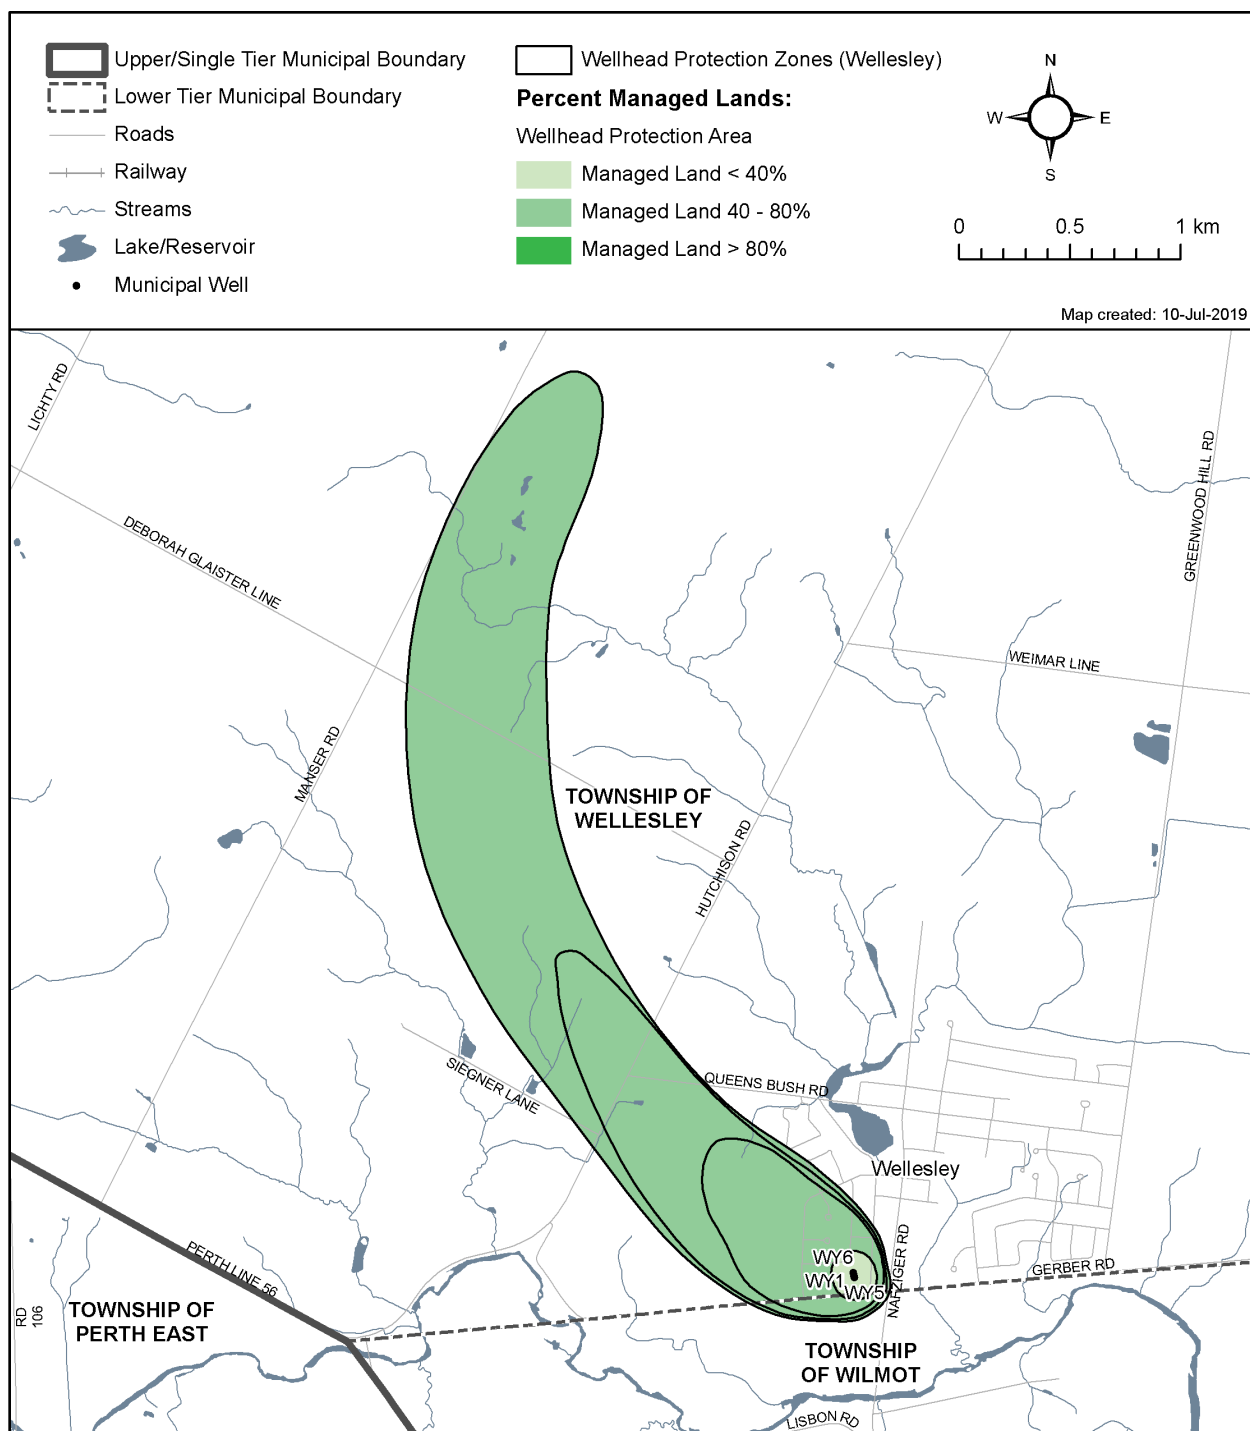 Upper/Single Tier Municipal Boundary
Lower Tier Municipal Boundary
Roads
Railway
Streams
Lake/Reservoir
Municipal Well
Wellhead Protection Zones (Wellesley)
Percent Managed Lands:
Wellhead Protection Area
Managed Land < 40%
Managed Land 40 - 80%
Managed Land > 80%
N
W E
S
0 0.5 1 km
Map created: 10-Jul-2019
LICHTY RD
DEBORAH GLAISTER LINE
GREENWOOD HILL RD
WEIMAR LINE
MANSER RD
TOWNSHIP OF
WELLESLEY
HUTCHISON RD
SIEGNER LANE
QUEENS BUSH RD
Wellesley
PERTH LINE 56
WY6
WY1
WY5
NAFZIGER RD
GERBER RD
RD
106
TOWNSHIP OF
PERTH EAST
TOWNSHIP
OF WILMOT
LISBON RD